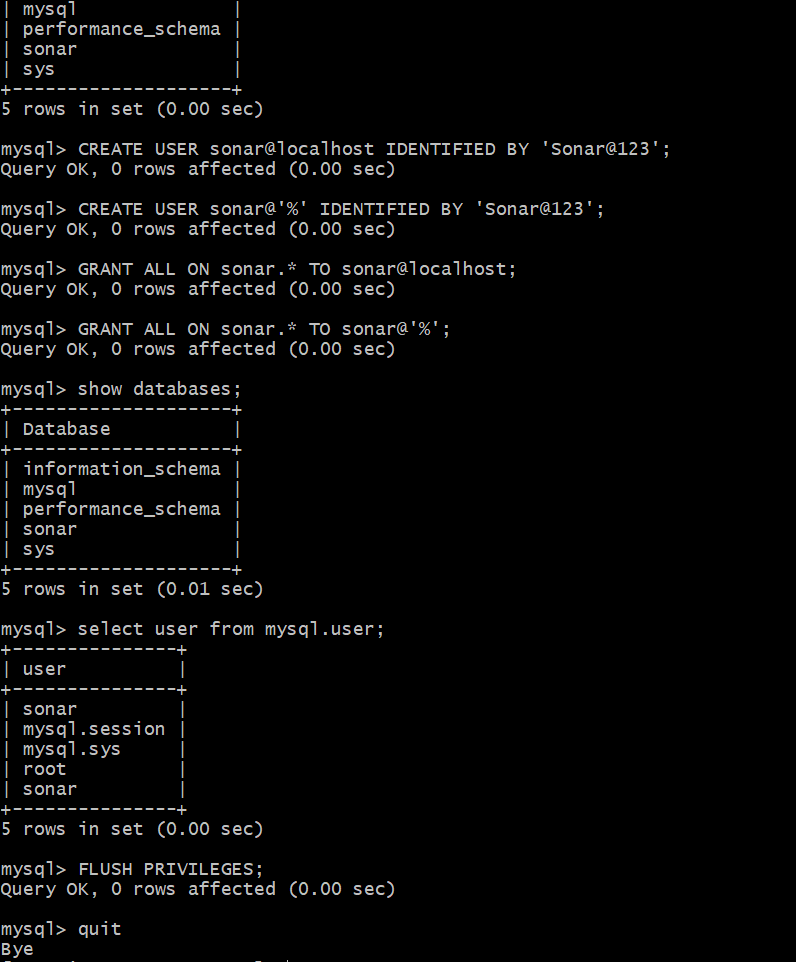 | mysql              |
| performance_schema |
| sonar              |
| sys                |
+--------------------+
5 rows in set (0.00 sec)
mysql> CREATE USER sonar@localhost IDENTIFIED BY 'Sonar@123';
Query OK, 0 rows affected (0.00 sec)
mysql> CREATE USER sonar@'%' IDENTIFIED BY 'Sonar@123';
Query OK, 0 rows affected (0.00 sec)
mysql> GRANT ALL ON sonar.* TO sonar@localhost;
Query OK, 0 rows affected (0.00 sec)
mysql> GRANT ALL ON sonar.* TO sonar@'%';
Query OK, 0 rows affected (0.00 sec)
mysql> show databases;
+--------------------+
| Database           |
+--------------------+
| information_schema |
| mysql              |
| performance_schema |
| sonar              |
| sys                |
+--------------------+
5 rows in set (0.01 sec)
mysql> select user from mysql.user;
+---------------+
| user          |
+---------------+
| sonar         |
| mysql.session |
| mysql.sys     |
| root          |
| sonar         |
+---------------+
5 rows in set (0.00 sec)
mysql> FLUSH PRIVILEGES;
Query OK, 0 rows affected (0.00 sec)
mysql> quit
Bye